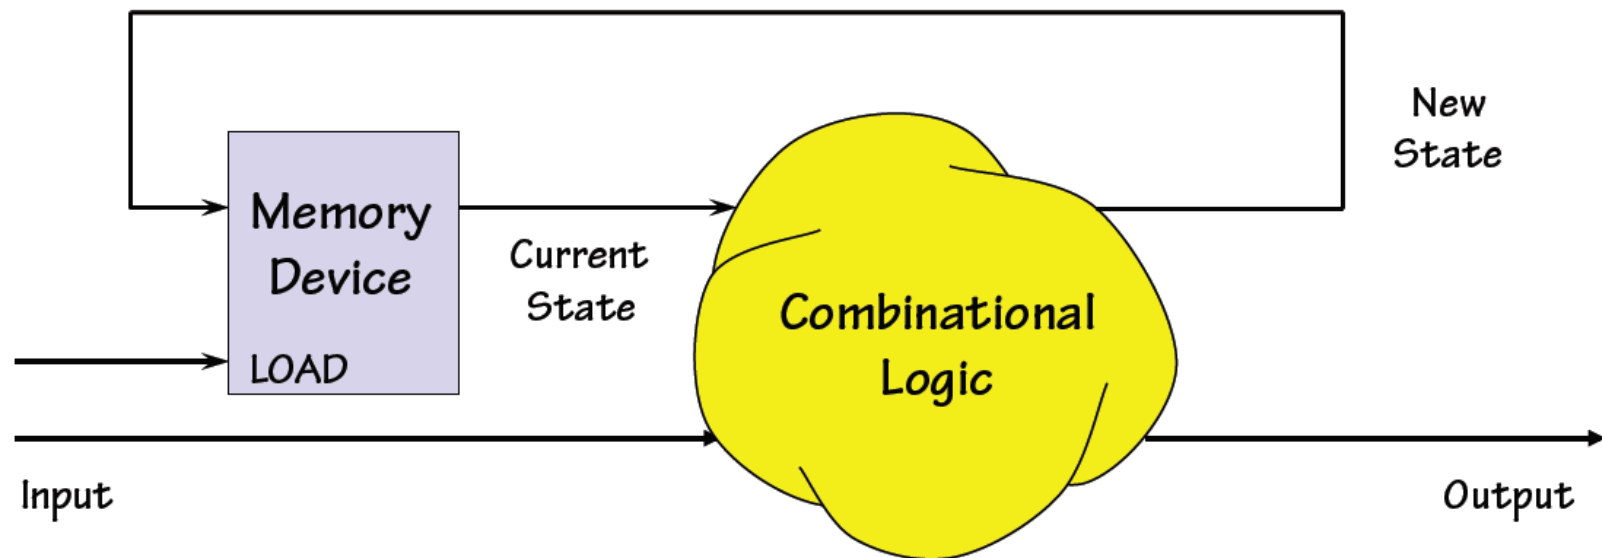 New
State
Memory
Device
LOAD
Current
State
Combinational
Logic
Input
Output